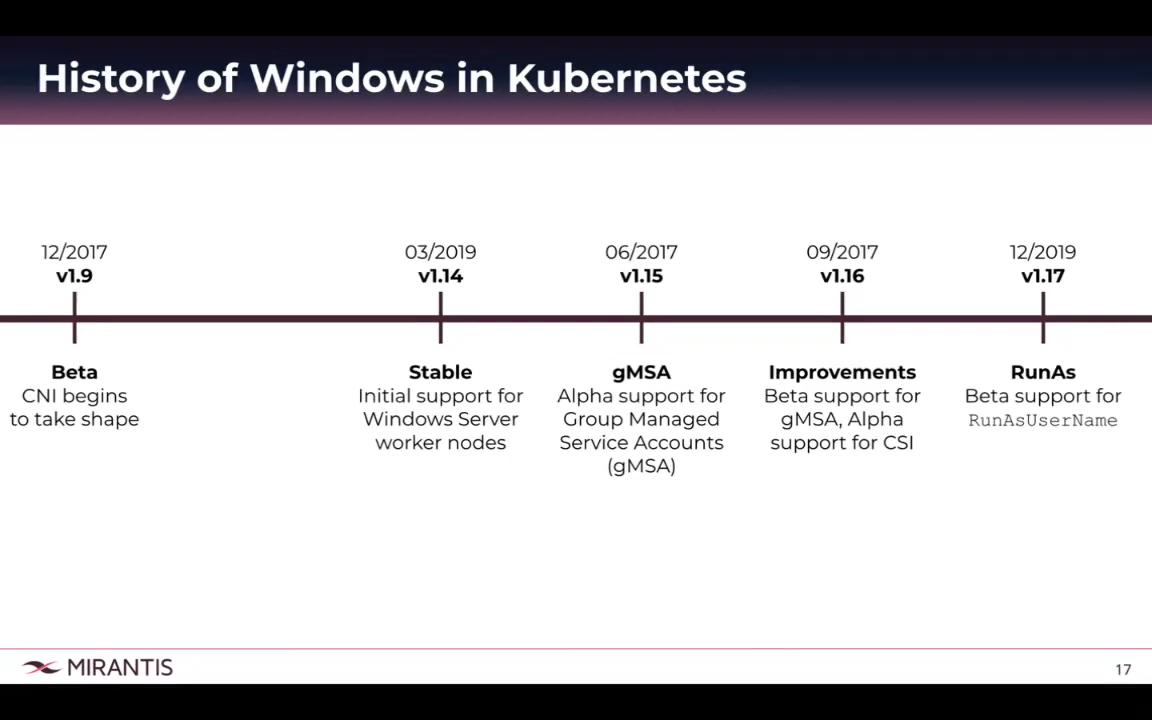 History of Windows in Kubernetes
12/2017
v1.9
Beta
CNI begins
to take shape
03/2019
v1.14
Stable
Initial support for
Windows Server
worker nodes
06/2017
v1.15
gMSA
Alpha support for
Group Managed
Service Accounts
(gMSA)
09/2017
v1.16
Improvements
Beta support for
gMSA, Alpha
support for CSI
12/2019
v1.17
RunAs
Beta support for
RunAsUserName
MIRANTIS
17